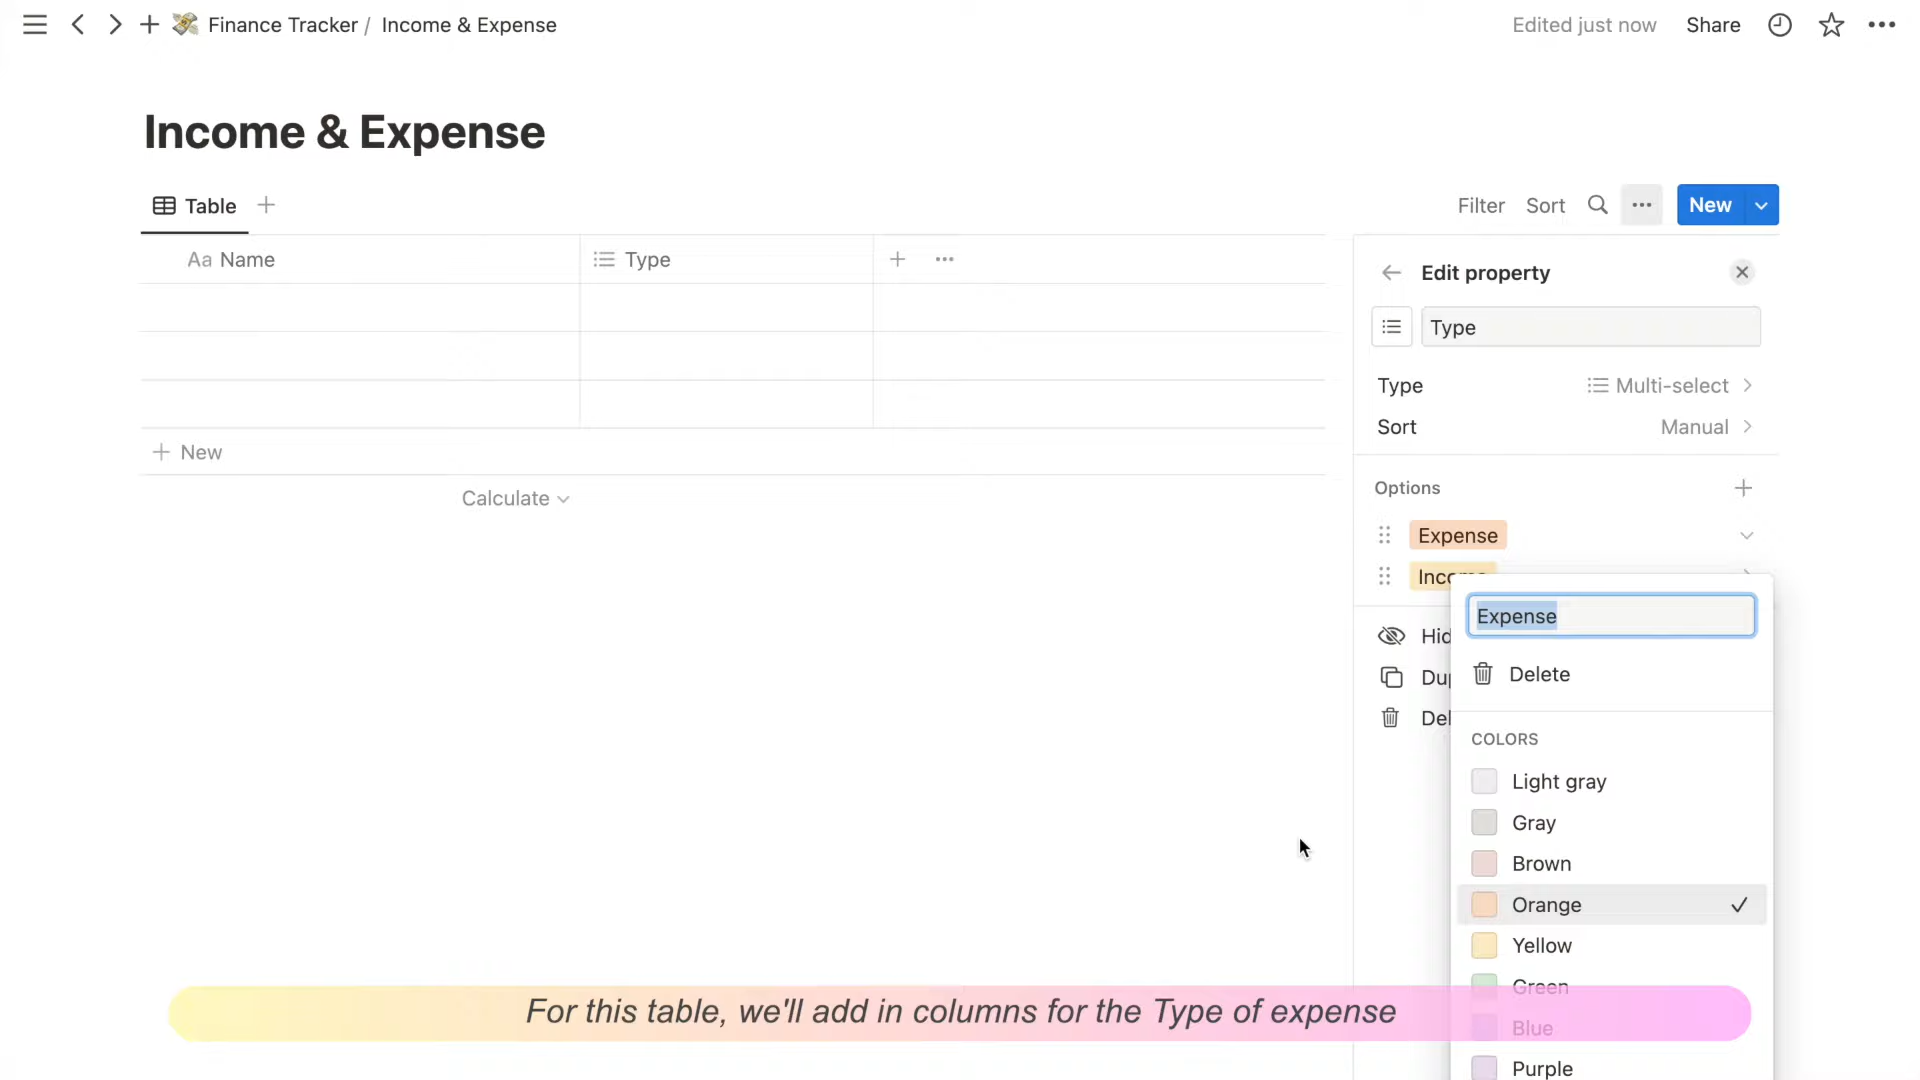 Finance Tracker / Income & Expense
Edited just now Share
Income & Expense
Table
Filter Sort New
Aa Name Type
New
Calculate
Edit property
Type
Type Multi-select
Sort Manual
Options
Expense
Expense
Delete
COLORS
Light gray
Gray
Brown
Orange
Yellow
Green
Blue
Purple
For this table, we'll add in columns for the Type of expense